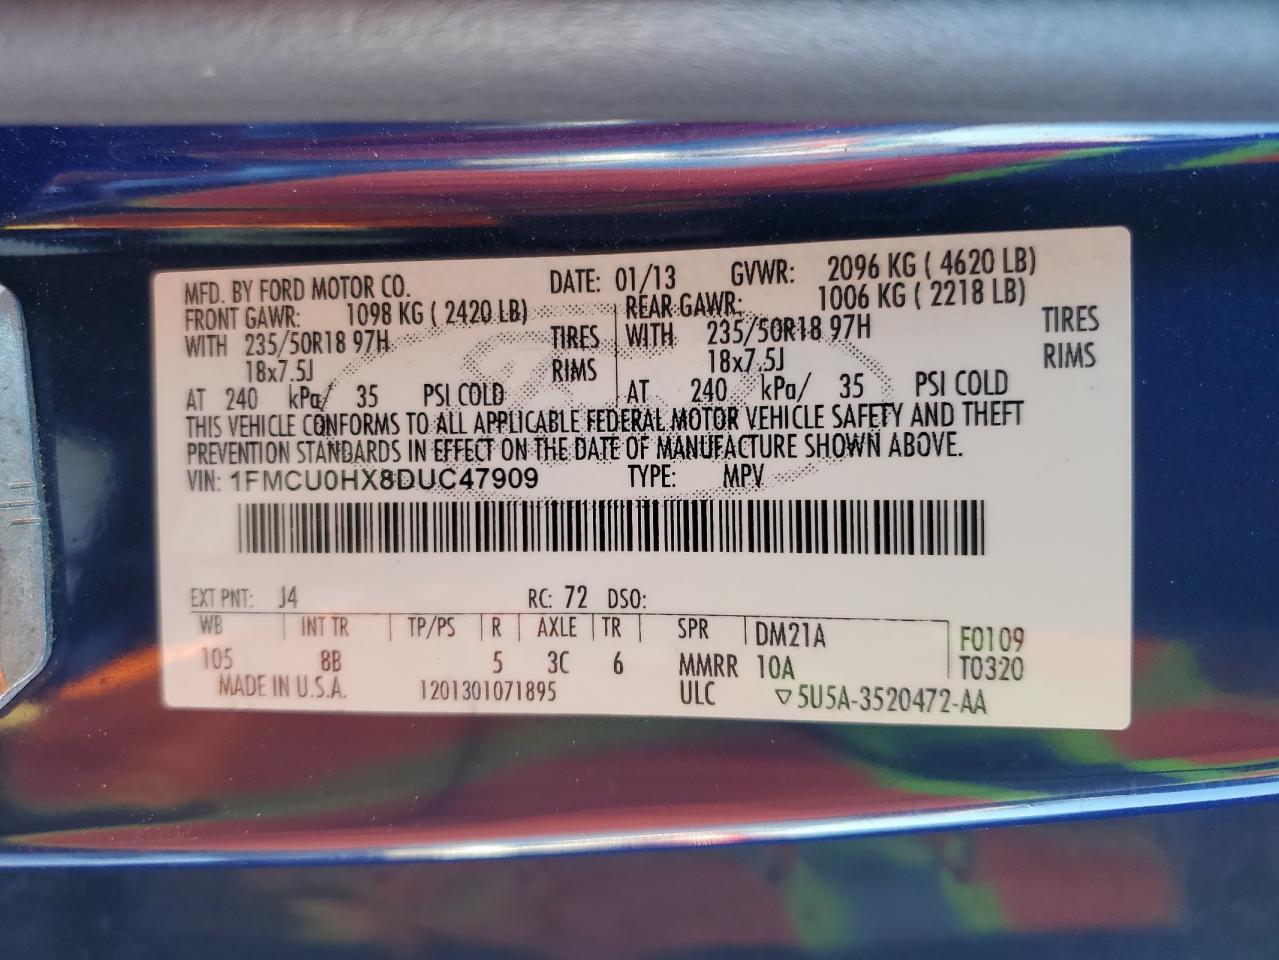 MFD. BY FORD MOTOR CO. DATE: 01/13 GVWR: 2096 KG ( 4620 LB)
FRONT GAWR: 1098 KG ( 2420 LB) REAR GAWR: 1006 KG ( 2218 LB)
WITH 235/50R18 97H TIRES WITH 235/50R18 97H TIRES
18x7.5J RIMS 18x7.5J RIMS
AT 240 kPa/ 35 PSI COLD AT 240 kPa/ 35 PSI COLD
THIS VEHICLE CONFORMS TO ALL APPLICABLE FEDERAL MOTOR VEHICLE SAFETY AND THEFT
PREVENTION STANDARDS IN EFFECT ON THE DATE OF MANUFACTURE SHOWN ABOVE.
VIN: 1FMCU0HX8DUC47909 TYPE: MPV
EXT PNT: J4 RC: 72 DSO:
WB INT TR TP/PS R AXLE TR SPR DM21A F0109
105 8B 5 3C 6 MMRR 10A T0320
MADE IN U.S.A. 1201301071895 ULC ▽5U5A-3520472-AA